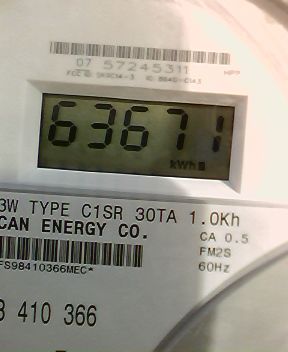 07 57245311
63671
kWh
3W TYPE C1SR 30TA 1.0Kh
CAN ENERGY CO.
CA 0.5
FM2S
60Hz
FS98410366MEC*
3 410 366